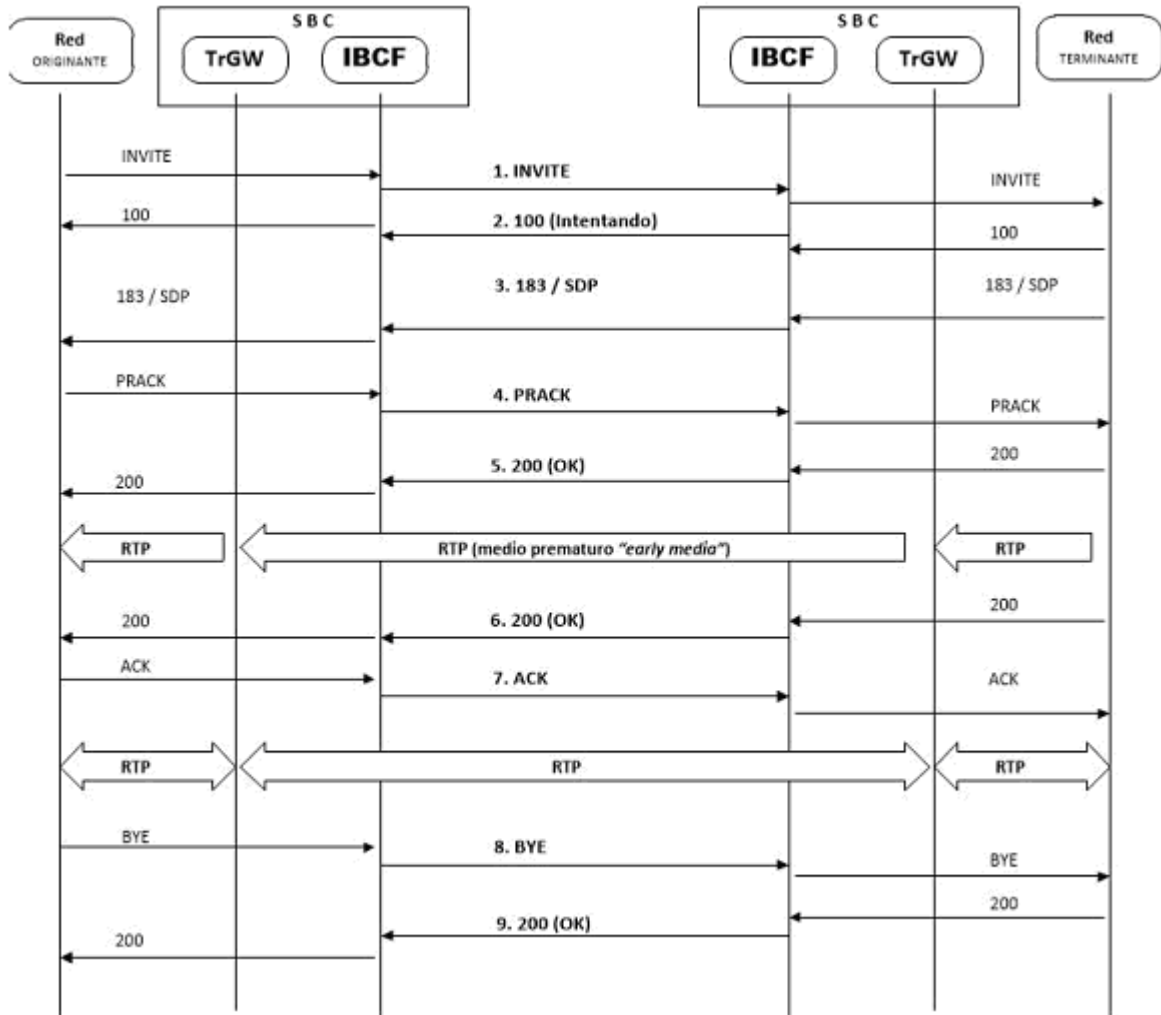 S B C
S B C
Red
ORIGINANTE
TrGW
IBCF
IBCF
TrGW
Red
TERMINANTE
INVITE
1. INVITE
INVITE
100
2. 100 (Intentando)
100
183 / SDP
3. 183 / SDP
183 / SDP
PRACK
4. PRACK
PRACK
200
5. 200 (OK)
200
RTP
RTP (medio prematuro "early media")
RTP
200
6. 200 (OK)
200
ACK
7. ACK
ACK
RTP
RTP
RTP
BYE
8. BYE
BYE
200
9. 200 (OK)
200